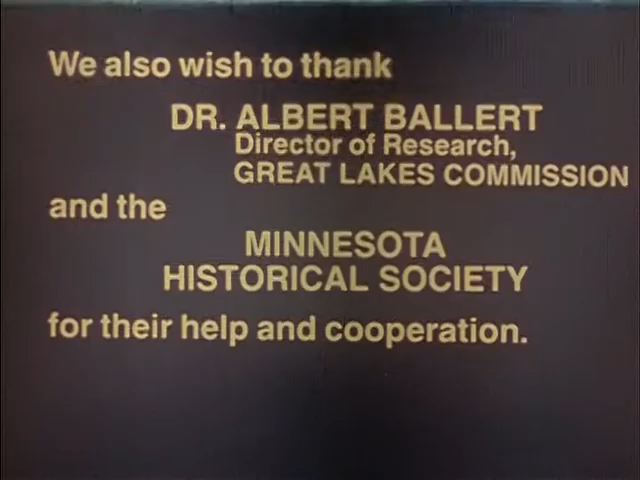 We also wish to thank
DR. ALBERT BALLERT
Director of Research,
GREAT LAKES COMMISSION
and the
MINNESOTA
HISTORICAL SOCIETY
for their help and cooperation.